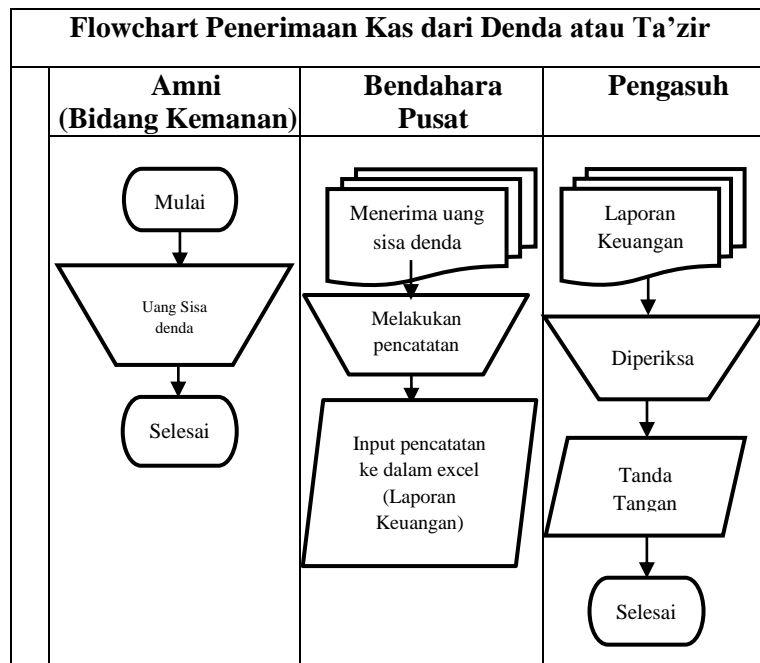 Flowchart Penerimaan Kas dari Denda atau Ta’zir
Amni
(Bidang Kemanan)
Bendahara
Pusat
Pengasuh
Mulai
Uang Sisa
denda
Selesai
Menerima uang
sisa denda
Melakukan
pencatatan
Input pencatatan
ke dalam excel
(Laporan
Keuangan)
Laporan
Keuangan
Diperiksa
Tanda
Tangan
Selesai